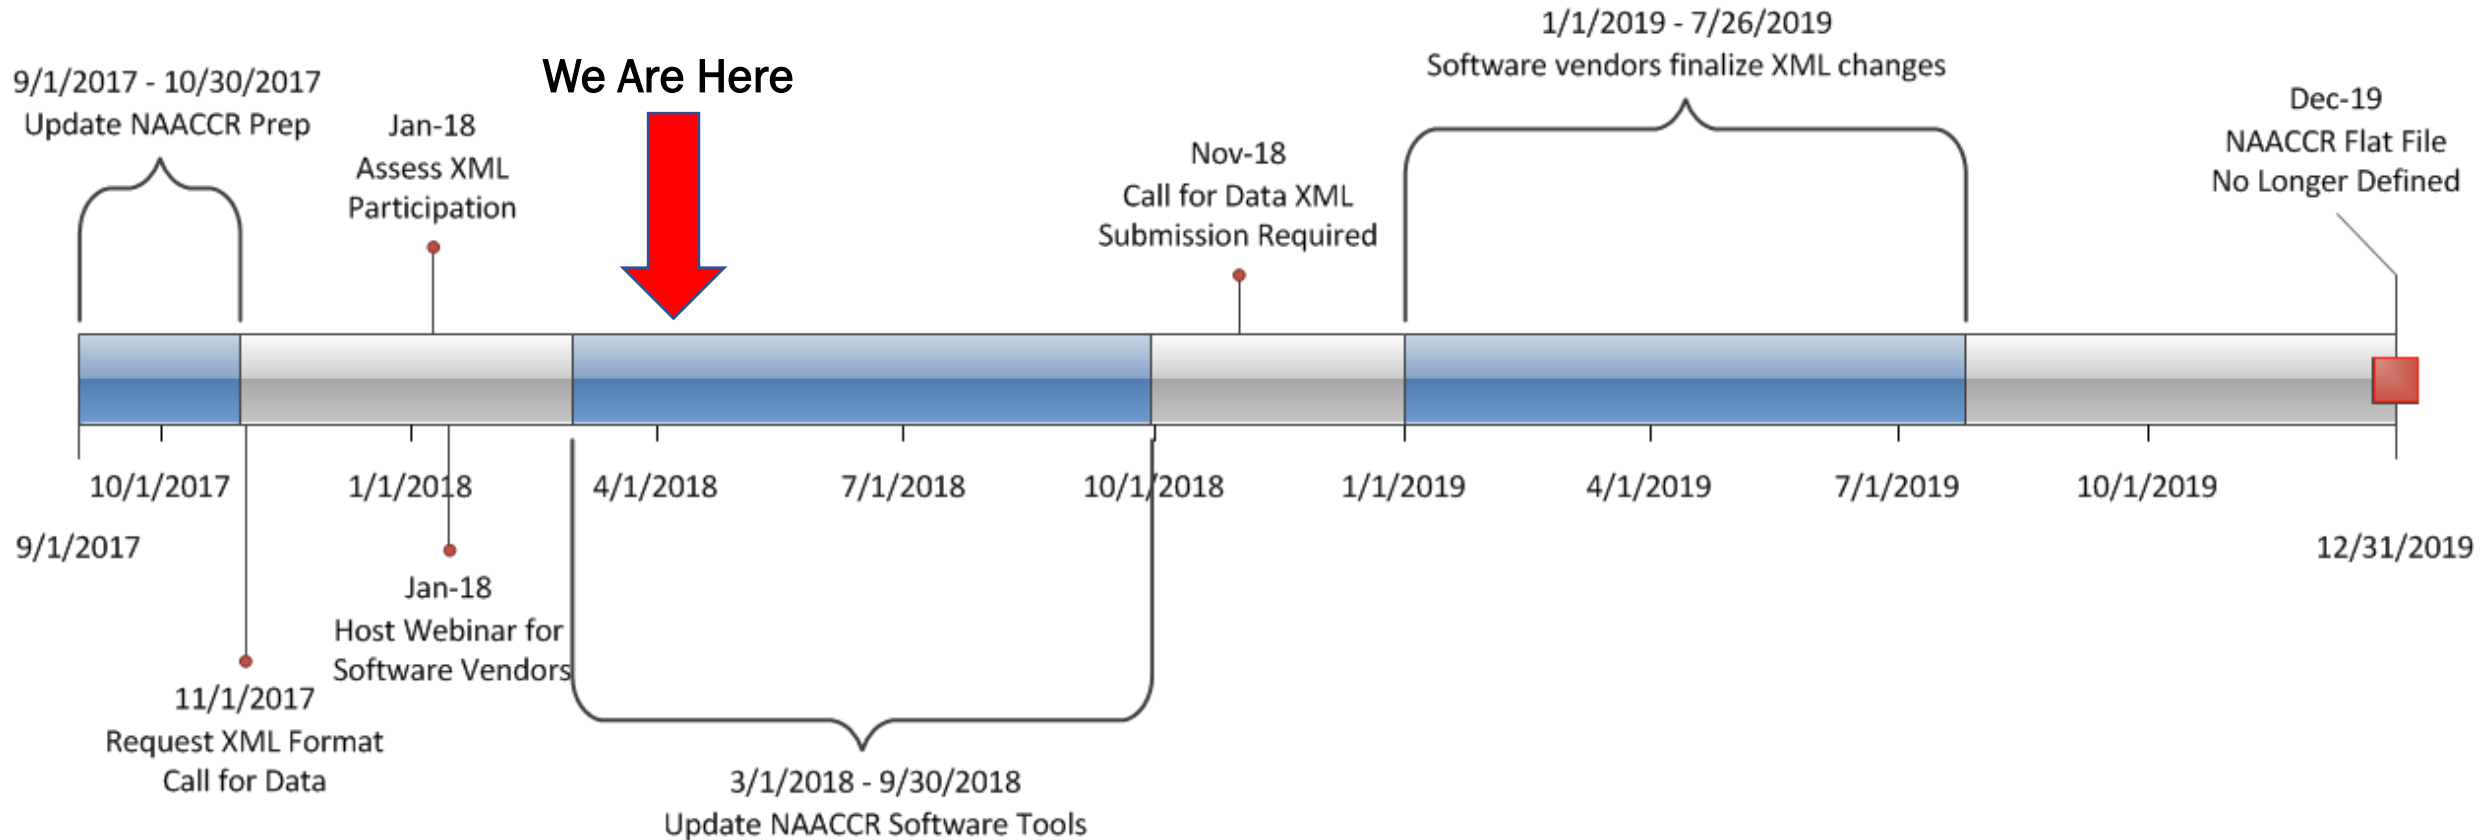 9/1/2017 - 10/30/2017
Update NAACCR Prep
Jan-18
Assess XML
Participation
We Are Here
Nov-18
Call for Data XML
Submission Required
1/1/2019 - 7/26/2019
Software vendors finalize XML changes
Dec-19
NAACCR Flat File
No Longer Defined
10/1/2017
1/1/2018
4/1/2018
7/1/2018
10/1/2018
1/1/2019
4/1/2019
7/1/2019
10/1/2019
9/1/2017
12/31/2019
Jan-18
Host Webinar for
Software Vendors
11/1/2017
Request XML Format
Call for Data
3/1/2018 - 9/30/2018
Update NAACCR Software Tools